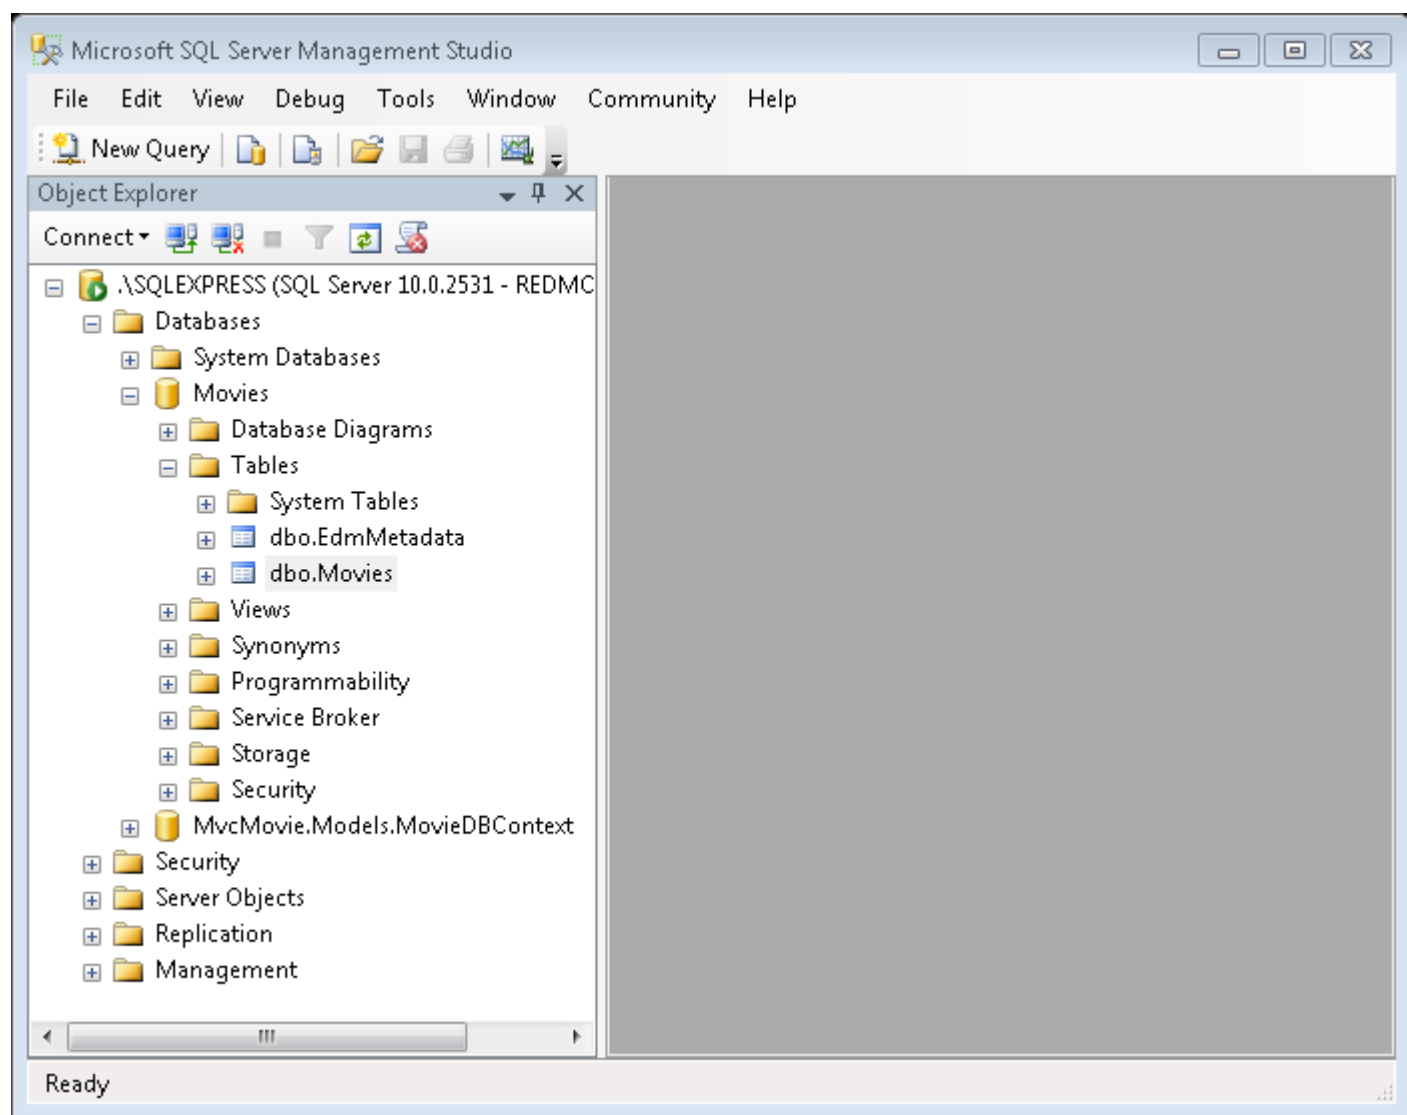 Microsoft SQL Server Management Studio
File Edit View Debug Tools Window Community Help
New Query
Object Explorer
Connect
.\SQLEXPRESS (SQL Server 10.0.2531 - REDMC
Databases
System Databases
Movies
Database Diagrams
Tables
System Tables
dbo.EdmMetadata
dbo.Movies
Views
Synonyms
Programmability
Service Broker
Storage
Security
MvcMovie.Models.MovieDBContext
Security
Server Objects
Replication
Management
Ready